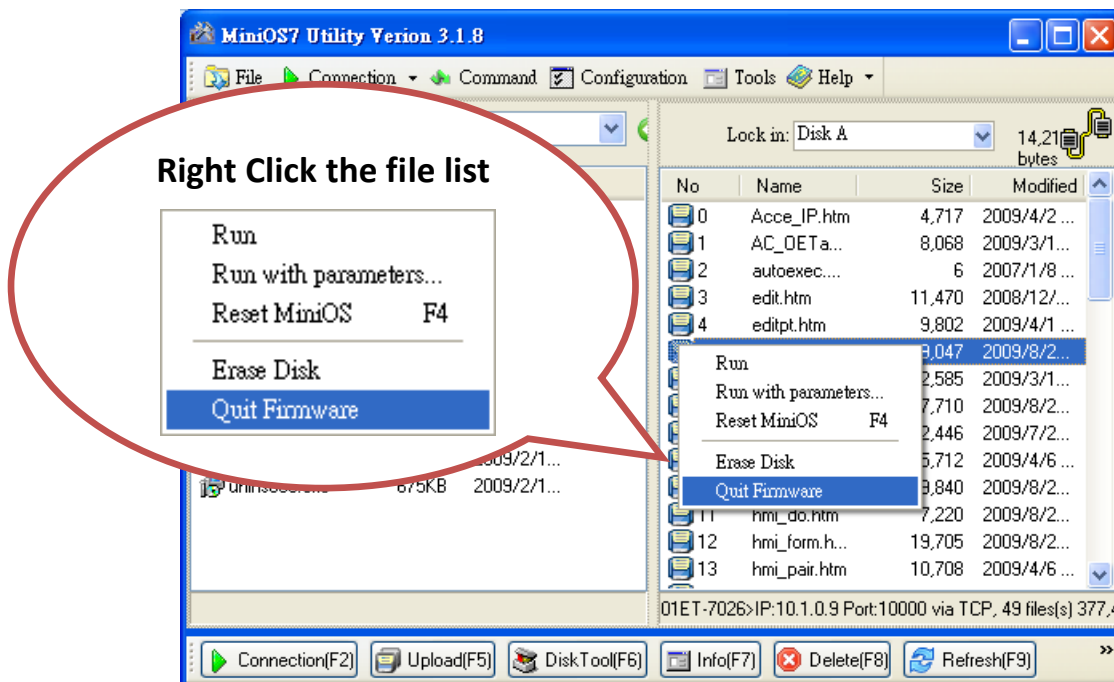 MiniOS7 Utility Verion 3.1.8
File Connection Command Configuration Tools Help
Lock in: Disk A 14,21
bytes
Right Click the file list
Run
Run with parameters...
Reset MiniOS F4
Erase Disk
Quit Firmware
2009/2/1...
675KB 2009/2/1...
No Name Size Modified
0 Acce_IP.htm 4,717 2009/4/2 ...
1 AC_OETa... 8,068 2009/3/1...
2 autoexec.... 6 2007/1/8 ...
3 edit.htm 11,470 2008/12/...
4 editpt.htm 9,802 2009/4/1 ...
,047 2009/8/2...
2,585 2009/3/1...
7,710 2009/8/2...
2,446 2009/7/2...
5,712 2009/4/6 ...
9,840 2009/8/2...
11 hmi_do.htm 7,220 2009/8/2...
12 hmi_form.h... 19,705 2009/8/2...
13 hmi_pair.htm 10,708 2009/4/6 ...
Run
Run with parameters...
Reset MiniOS F4
Erase Disk
Quit Firmware
01ET-7026>IP:10.1.0.9 Port:10000 via TCP, 49 files(s) 377,4
Connection(F2) Upload(F5) DiskTool(F6) Info(F7) Delete(F8) Refresh(F9) »